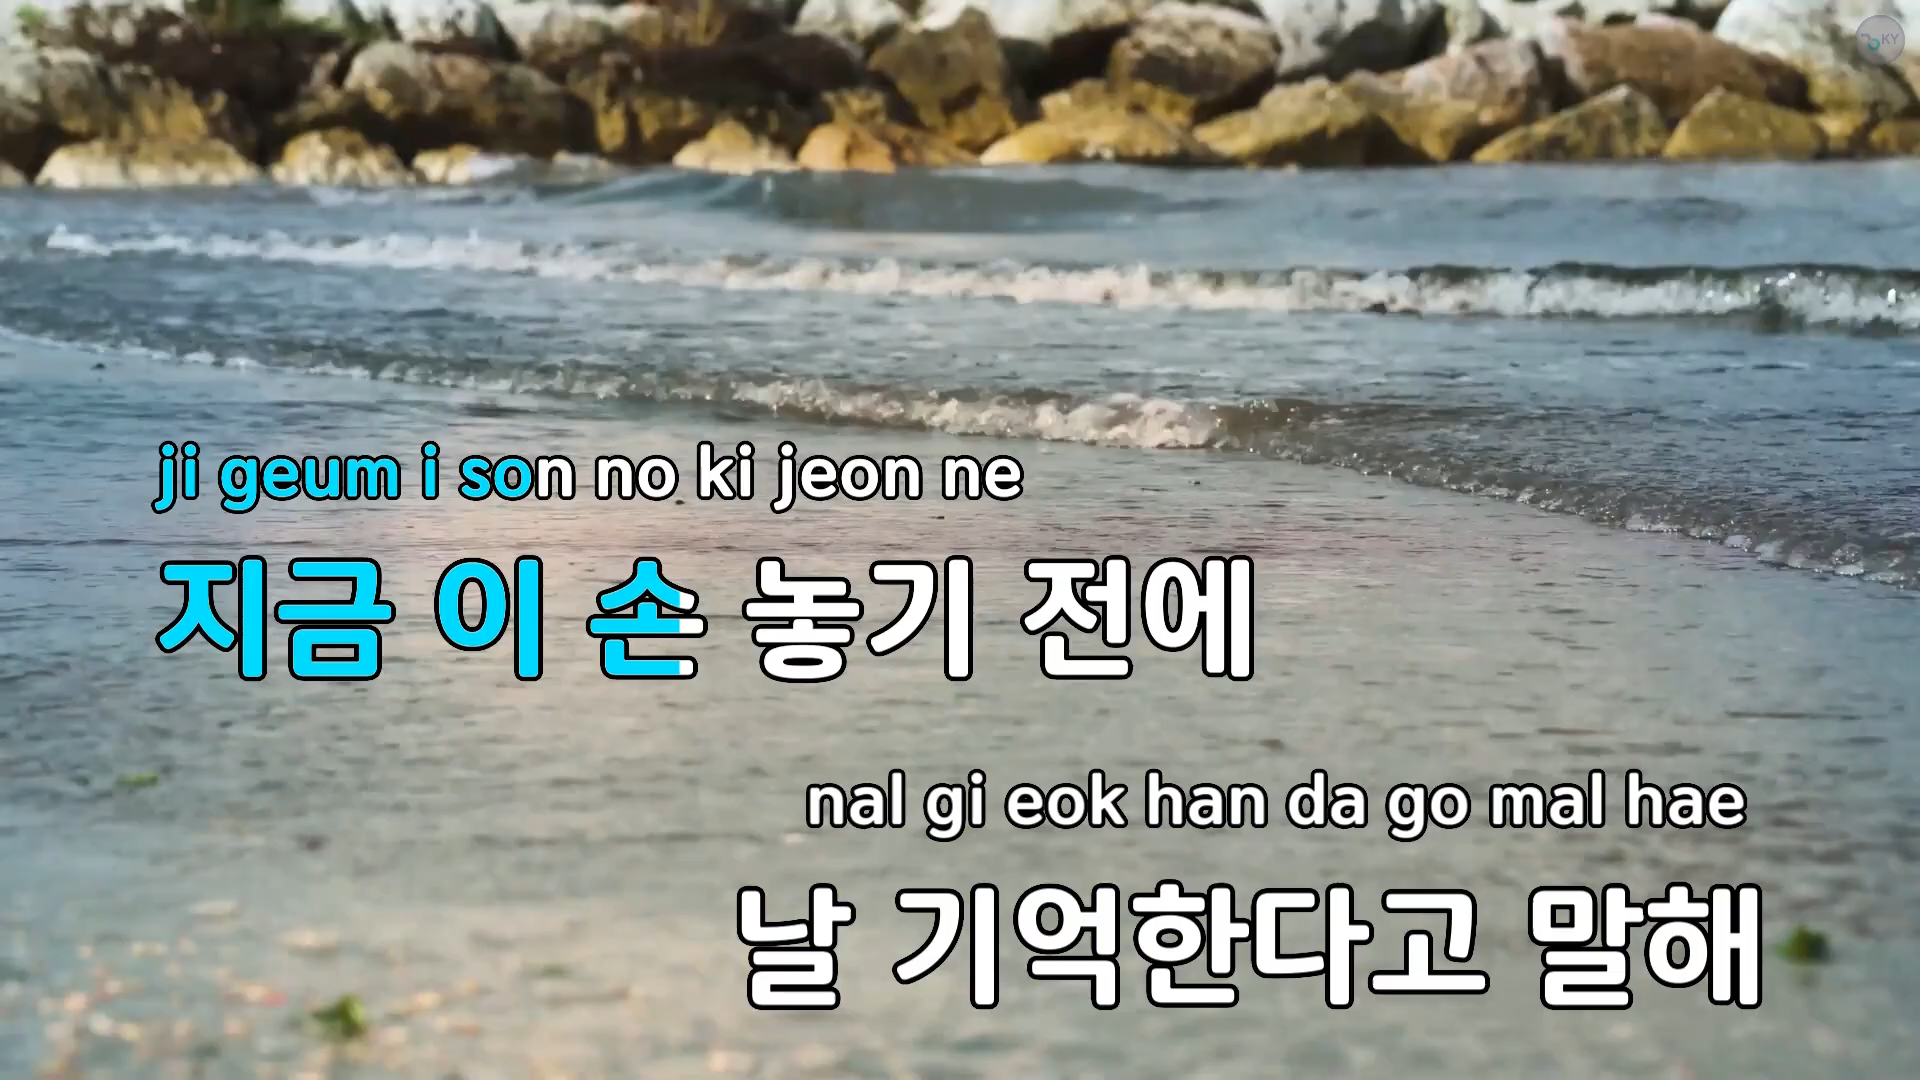 KY
ji geum i son no ki jeon ne
지금 이 손 놓기 전에
nal gi eok han da go mal hae
날 기억한다고 말해